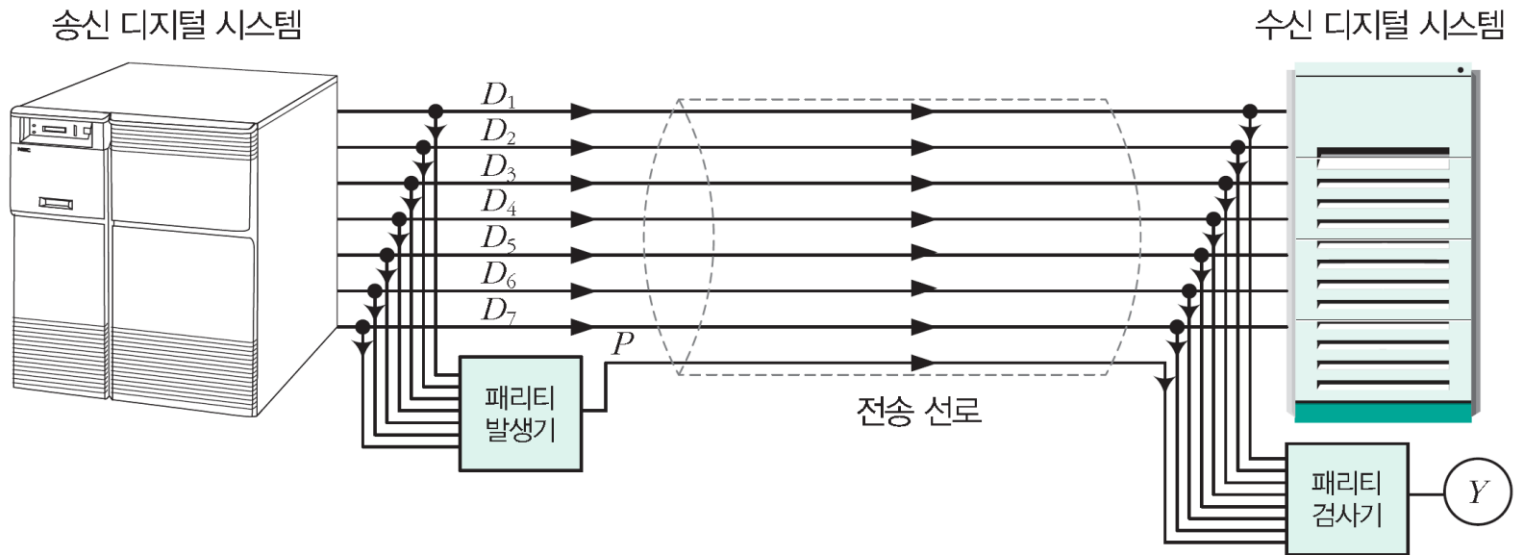 송신 디지털 시스템
수신 디지털 시스템
D₁
D₂
D₃
D₄
D₅
D₆
D₇
P
패리티
발생기
전송 선로
패리티
검사기
Y